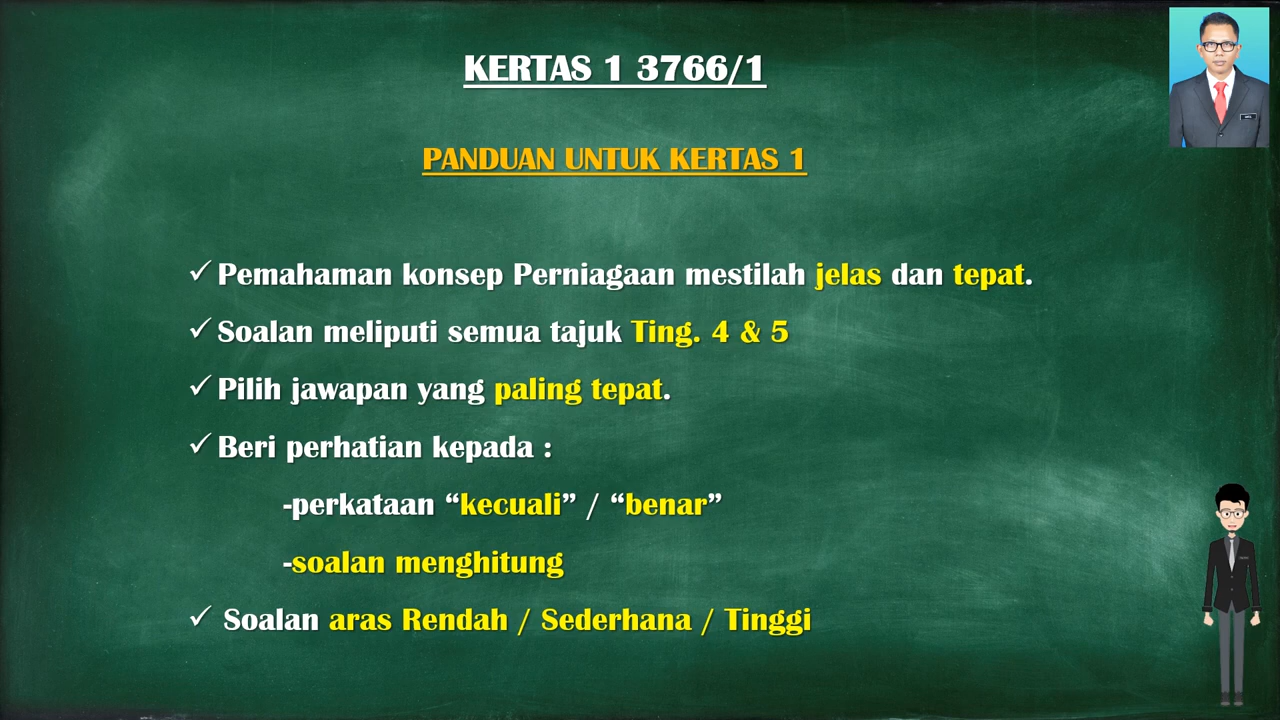 KERTAS 1 3766/1
PANDUAN UNTUK KERTAS 1
✓Pemahaman konsep Perniagaan mestilah jelas dan tepat.
✓Soalan meliputi semua tajuk Ting. 4 & 5
✓Pilih jawapan yang paling tepat.
✓Beri perhatian kepada :
-perkataan “kecuali” / “benar”
-soalan menghitung
✓ Soalan aras Rendah / Sederhana / Tinggi